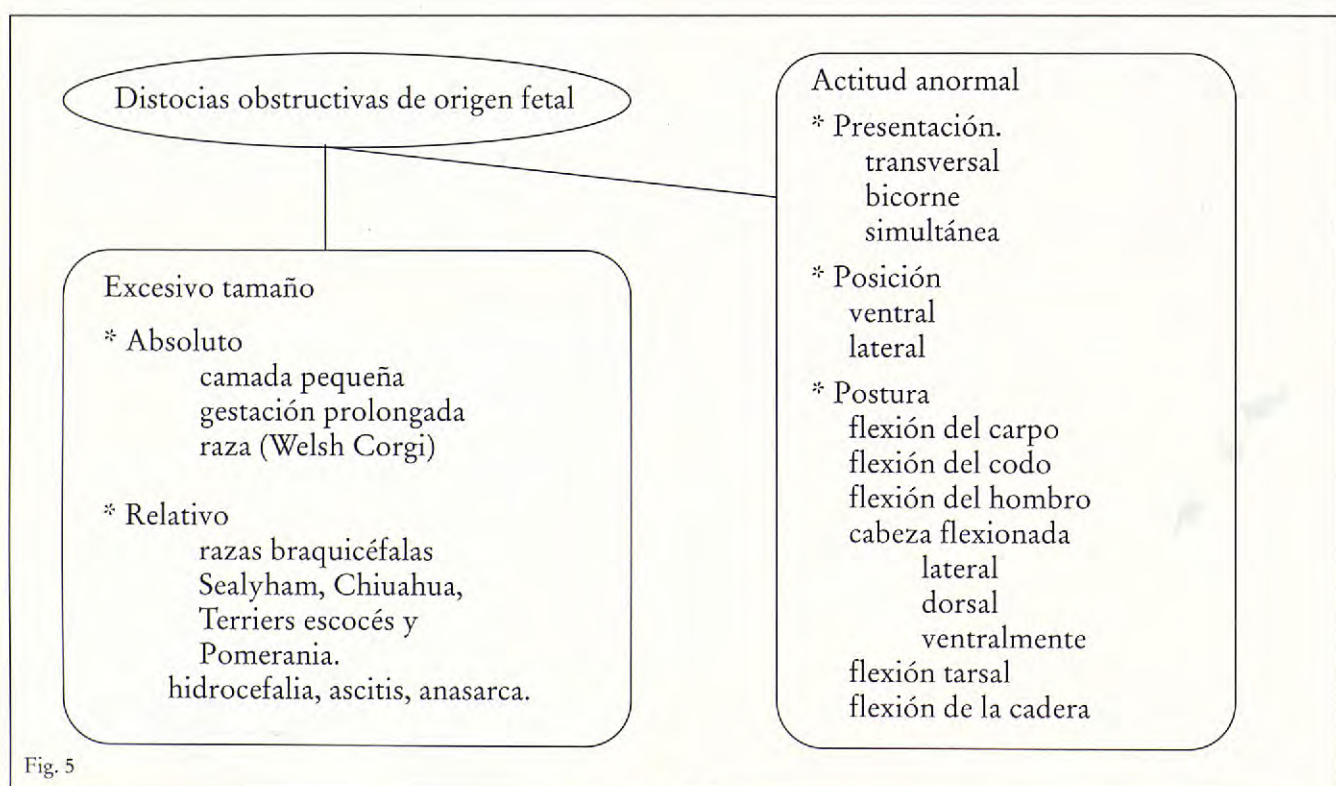 Distocias obstructivas de origen fetal
Excesivo tamaño
* Absoluto
camada pequeña
gestación prolongada
raza (Welsh Corgi)
* Relativo
razas braquicéfalas
Sealyham, Chiuahua,
Terriers escocés y
Pomerania.
hidrocefalia, ascitis, anasarca.
Actitud anormal
* Presentación.
transversal
bicorne
simultánea
* Posición
ventral
lateral
* Postura
flexión del carpo
flexión del codo
flexión del hombro
cabeza flexionada
lateral
dorsal
ventralmente
flexión tarsal
flexión de la cadera
Fig. 5